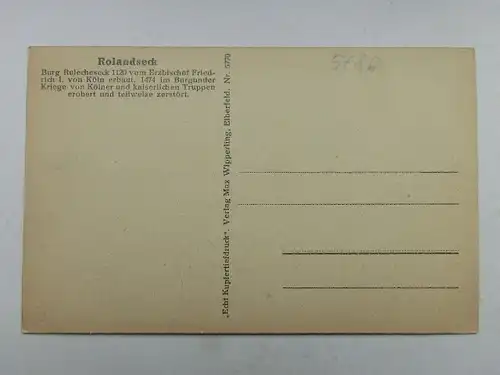 Rolandseck
Burg Rulecheseck 1120 vom Erzbischof Fried-
rich I. von Köln erbaut. 1474 im Burgunder
Kriege von Kölner und kaiserlichen Truppen
erobert und teilweise zerstört.
„Echt Kupfertiefdruck“. Verlag Max Wipperling, Elberfeld. Nr. 5770